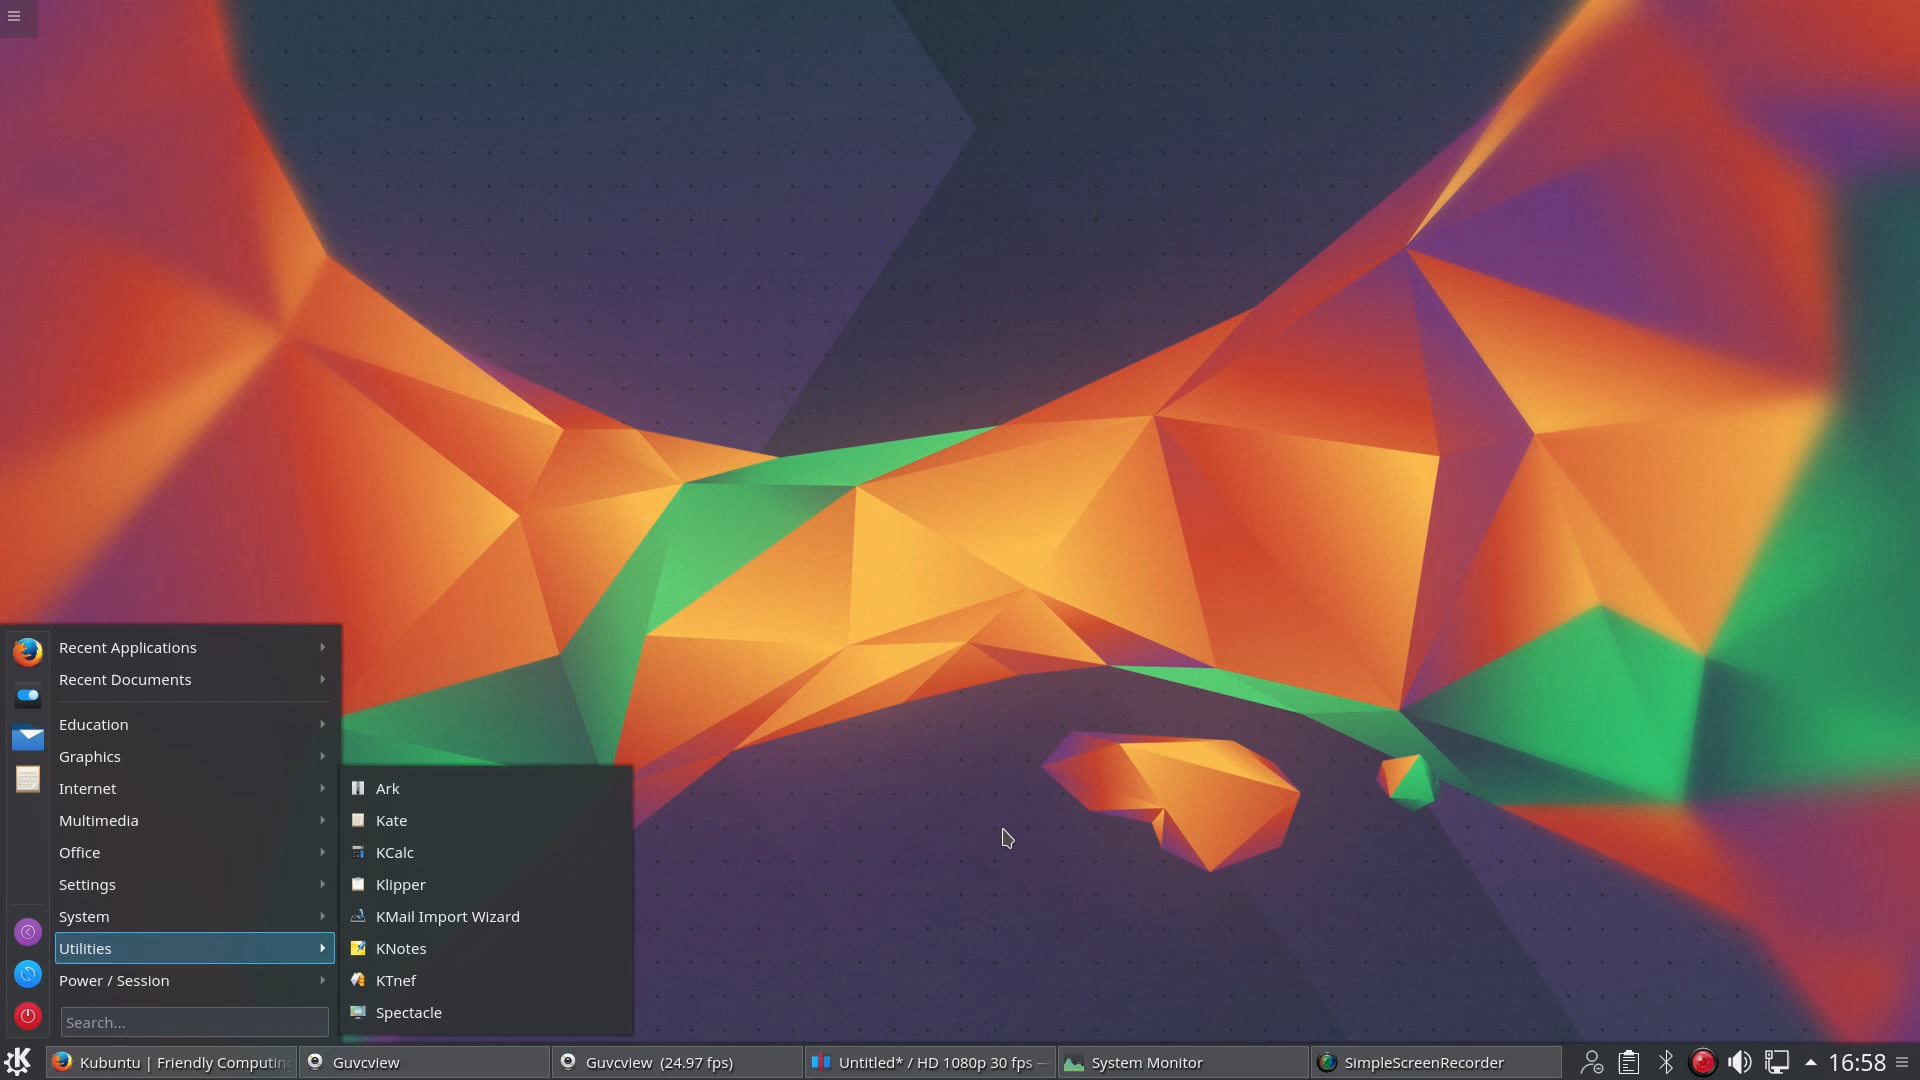 Recent Applications
Recent Documents
Education
Graphics
Internet
Multimedia
Office
Settings
System
Utilities
Power / Session
Search...
Ark
Kate
KCalc
Klipper
KMail Import Wizard
KNotes
KTnef
Spectacle
Kubuntu | Friendly Computing
Guvcview
Guvcview (24.97 fps)
Untitled* / HD 1080p 30 fps —
System Monitor
SimpleScreenRecorder
16:58